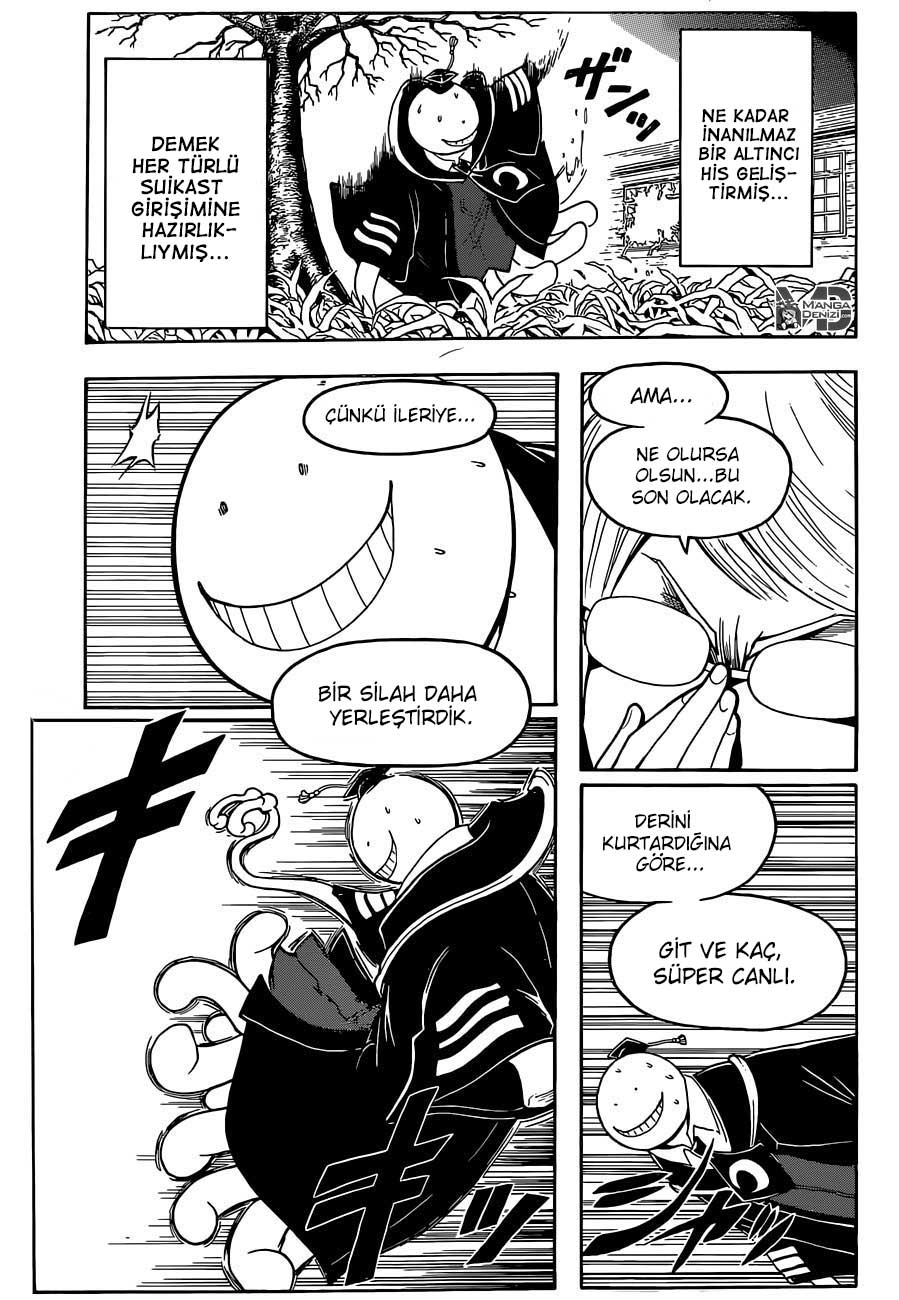 NE KADAR
İNANILMAZ
BİR ALTINCI
HİS GELİŞ-
TİRMİŞ...
ザンッ
DEMEK
HER TÜRLÜ
SUİKAST
GİRİŞİMİNE
HAZIRLIK-
LIYMIŞ...
MD
MANGA
DENİZİ.com
AMA...
NE OLURSA
OLSUN...BU
SON OLACAK.
ÇÜNKÜ İLERİYE...
BİR SİLAH DAHA
YERLEŞTİRDİK.
DERİNİ
KURTARDIĞINA
GÖRE...
GİT VE KAÇ,
SÜPER CANLI.
キ
キ